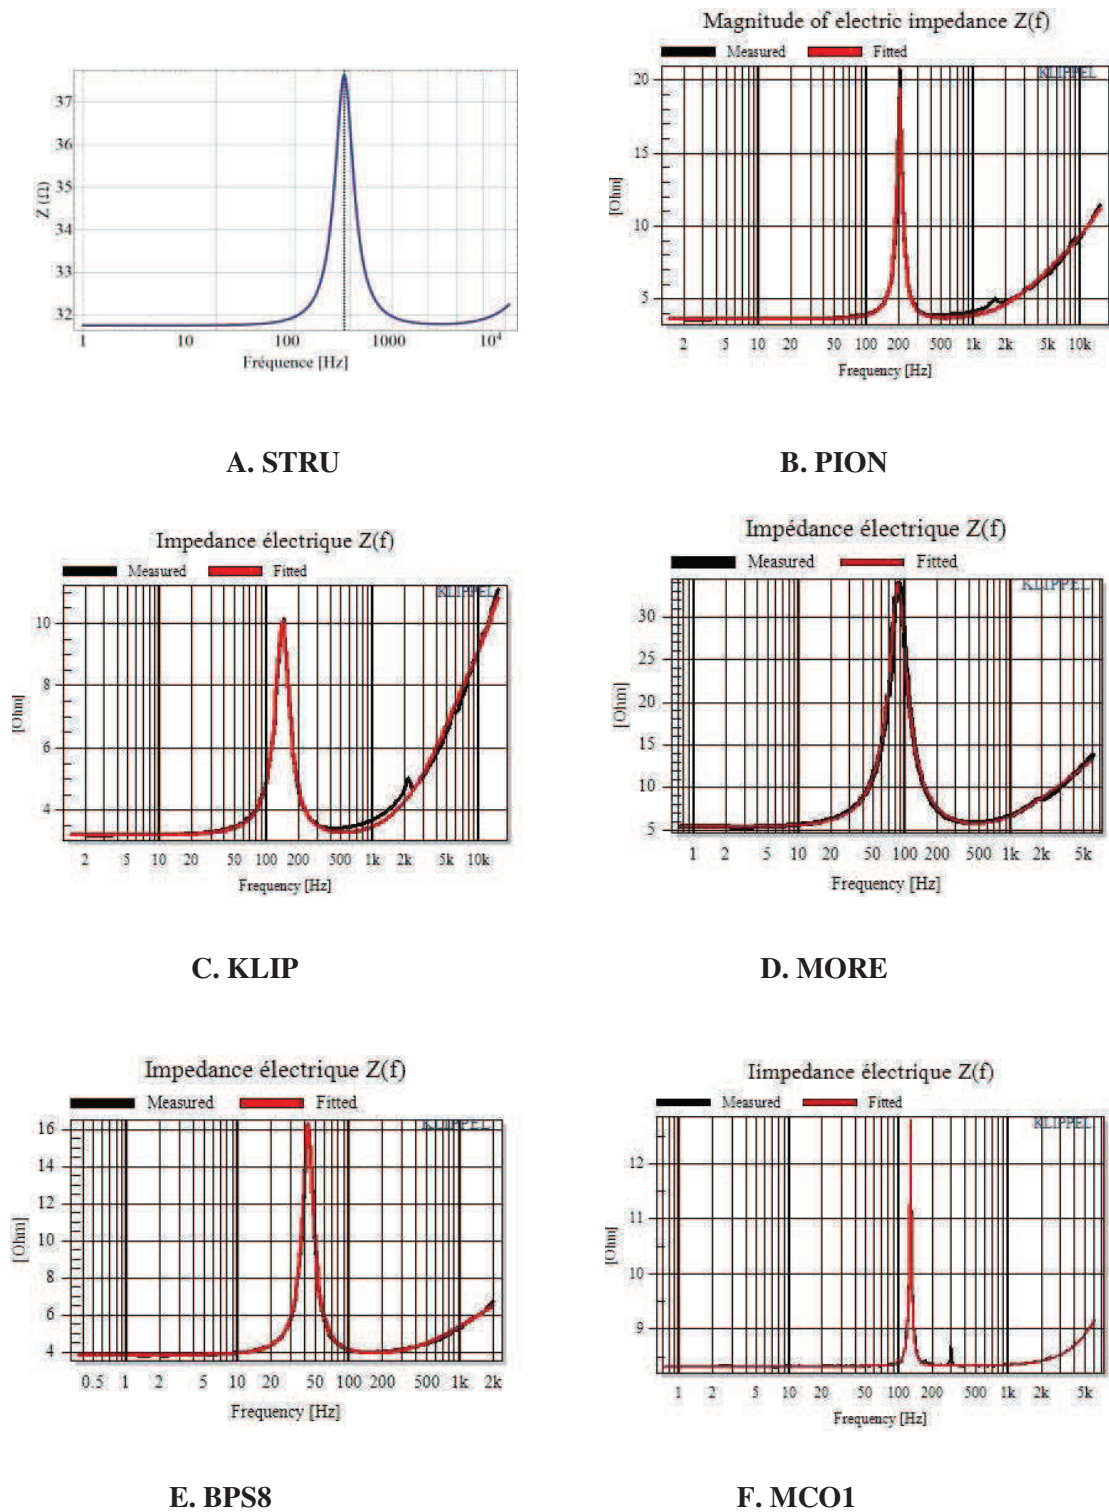 Magnitude of electric impedance Z(f)
Measured Fitted
KLIPPEL
37
36
35
34
33
32
Z (Ω)
1 10 100 1000 10⁴
Fréquence [Hz]
20
15
10
5
[Ohm]
2 5 10 20 50 100 200 500 1k 2k 5k 10k
Frequency [Hz]
A. STRU
B. PION
Impedance électrique Z(f)
Measured Fitted
KLIPPEL
10
8
6
4
[Ohm]
2 5 10 20 50 100 200 500 1k 2k 5k 10k
Frequency [Hz]
Impédance électrique Z(f)
Measured Fitted
KLIPPEL
30
25
20
15
10
5
[Ohm]
1 2 5 10 20 50 100 200 500 1k 2k 5k
Frequency [Hz]
C. KLIP
D. MORE
Impedance électrique Z(f)
Measured Fitted
KLIPPEL
16
14
12
10
8
6
4
[Ohm]
0.5 1 2 5 10 20 50 100 200 500 1k 2k
Frequency [Hz]
Iimpédance électrique Z(f)
Measured Fitted
KLIPPEL
12
11
10
9
[Ohm]
1 2 5 10 20 50 100 200 500 1k 2k 5k
Frequency [Hz]
E. BPS8
F. MCO1